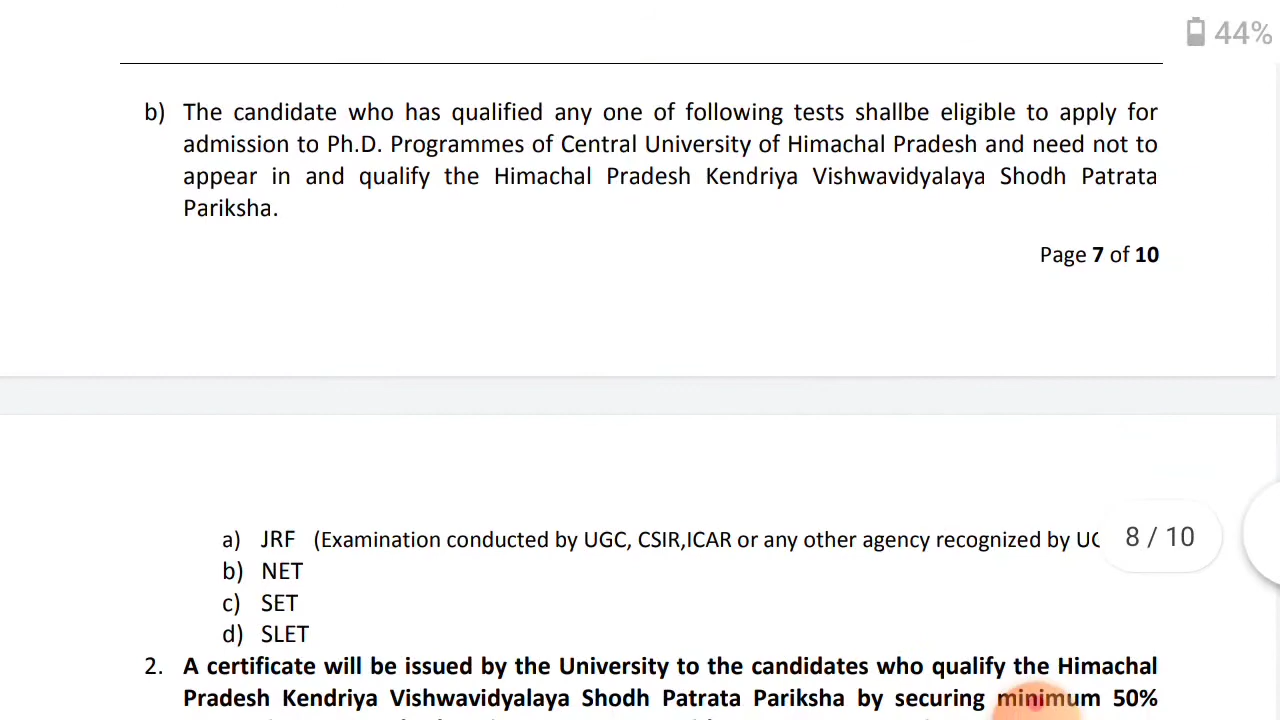 44%
b) The candidate who has qualified any one of following tests shallbe eligible to apply for
admission to Ph.D. Programmes of Central University of Himachal Pradesh and need not to
appear in and qualify the Himachal Pradesh Kendriya Vishwavidyalaya Shodh Patrata
Pariksha.
Page 7 of 10
a) JRF (Examination conducted by UGC, CSIR,ICAR or any other agency recognized by
8 / 10
b) NET
c) SET
d) SLET
2. A certificate will be issued by the University to the candidates who qualify the Himachal
Pradesh Kendriya Vishwavidyalaya Shodh Patrata Pariksha by securing minimum 50%